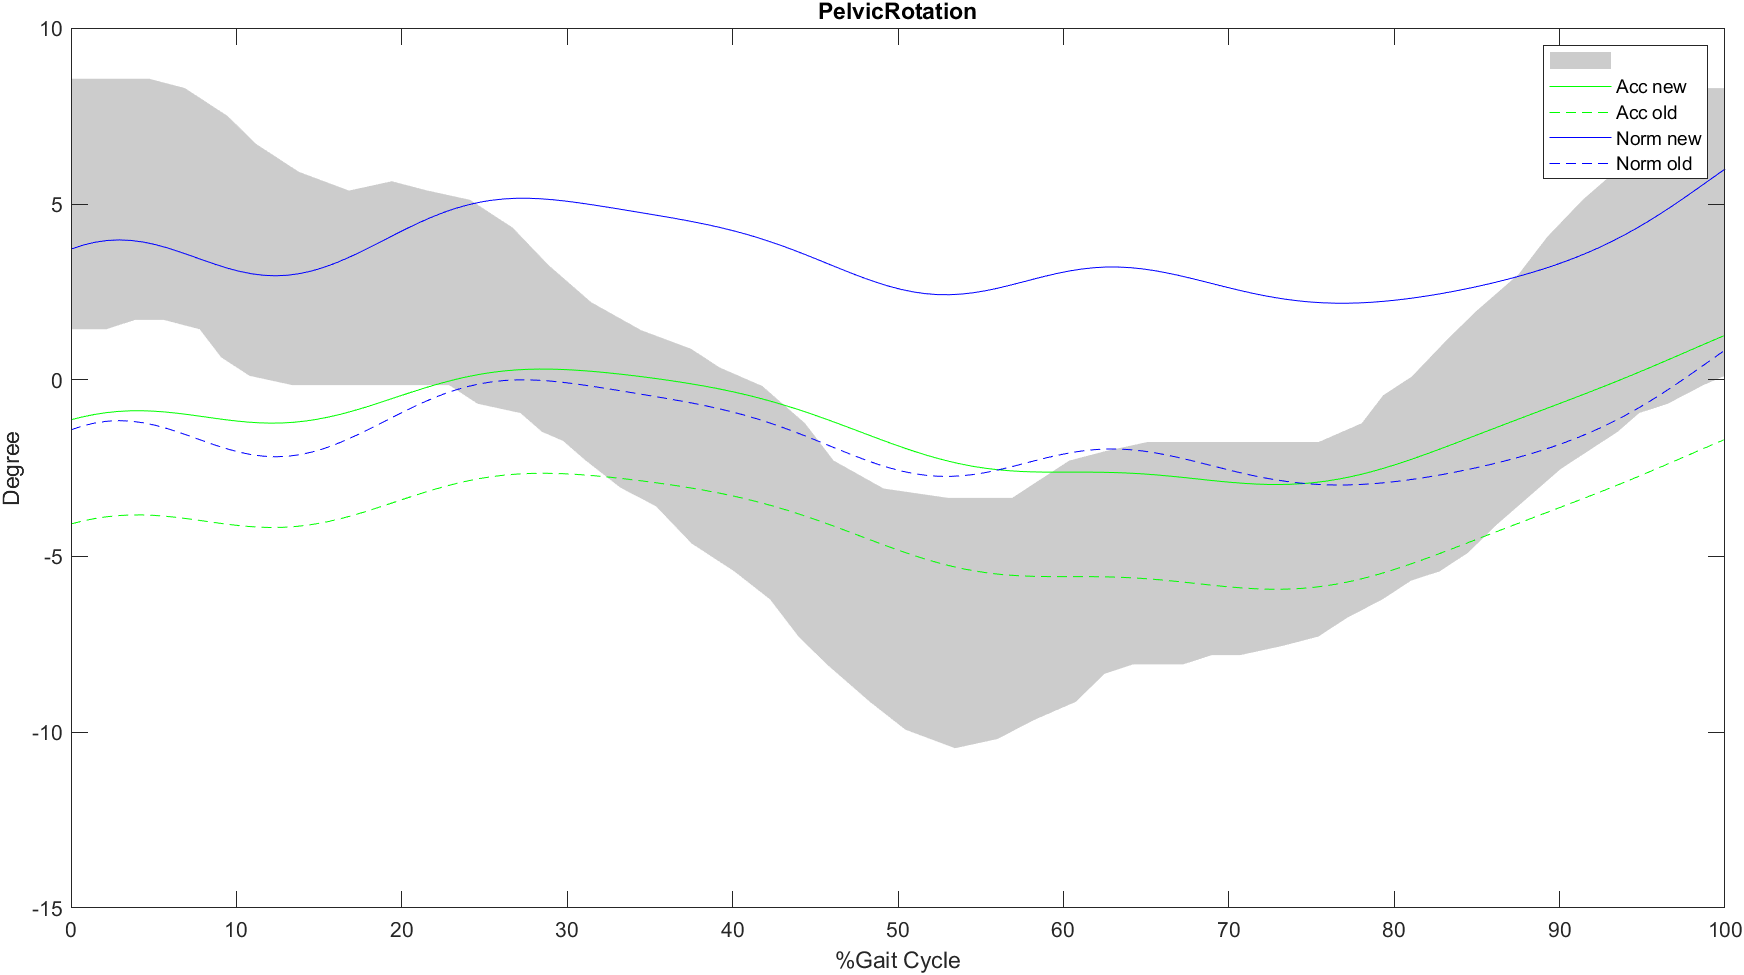 PelvicRotation
10
5
0
-5
-10
-15
Degree
Acc new
Acc old
Norm new
Norm old
0 10 20 30 40 50 60 70 80 90 100
%Gait Cycle